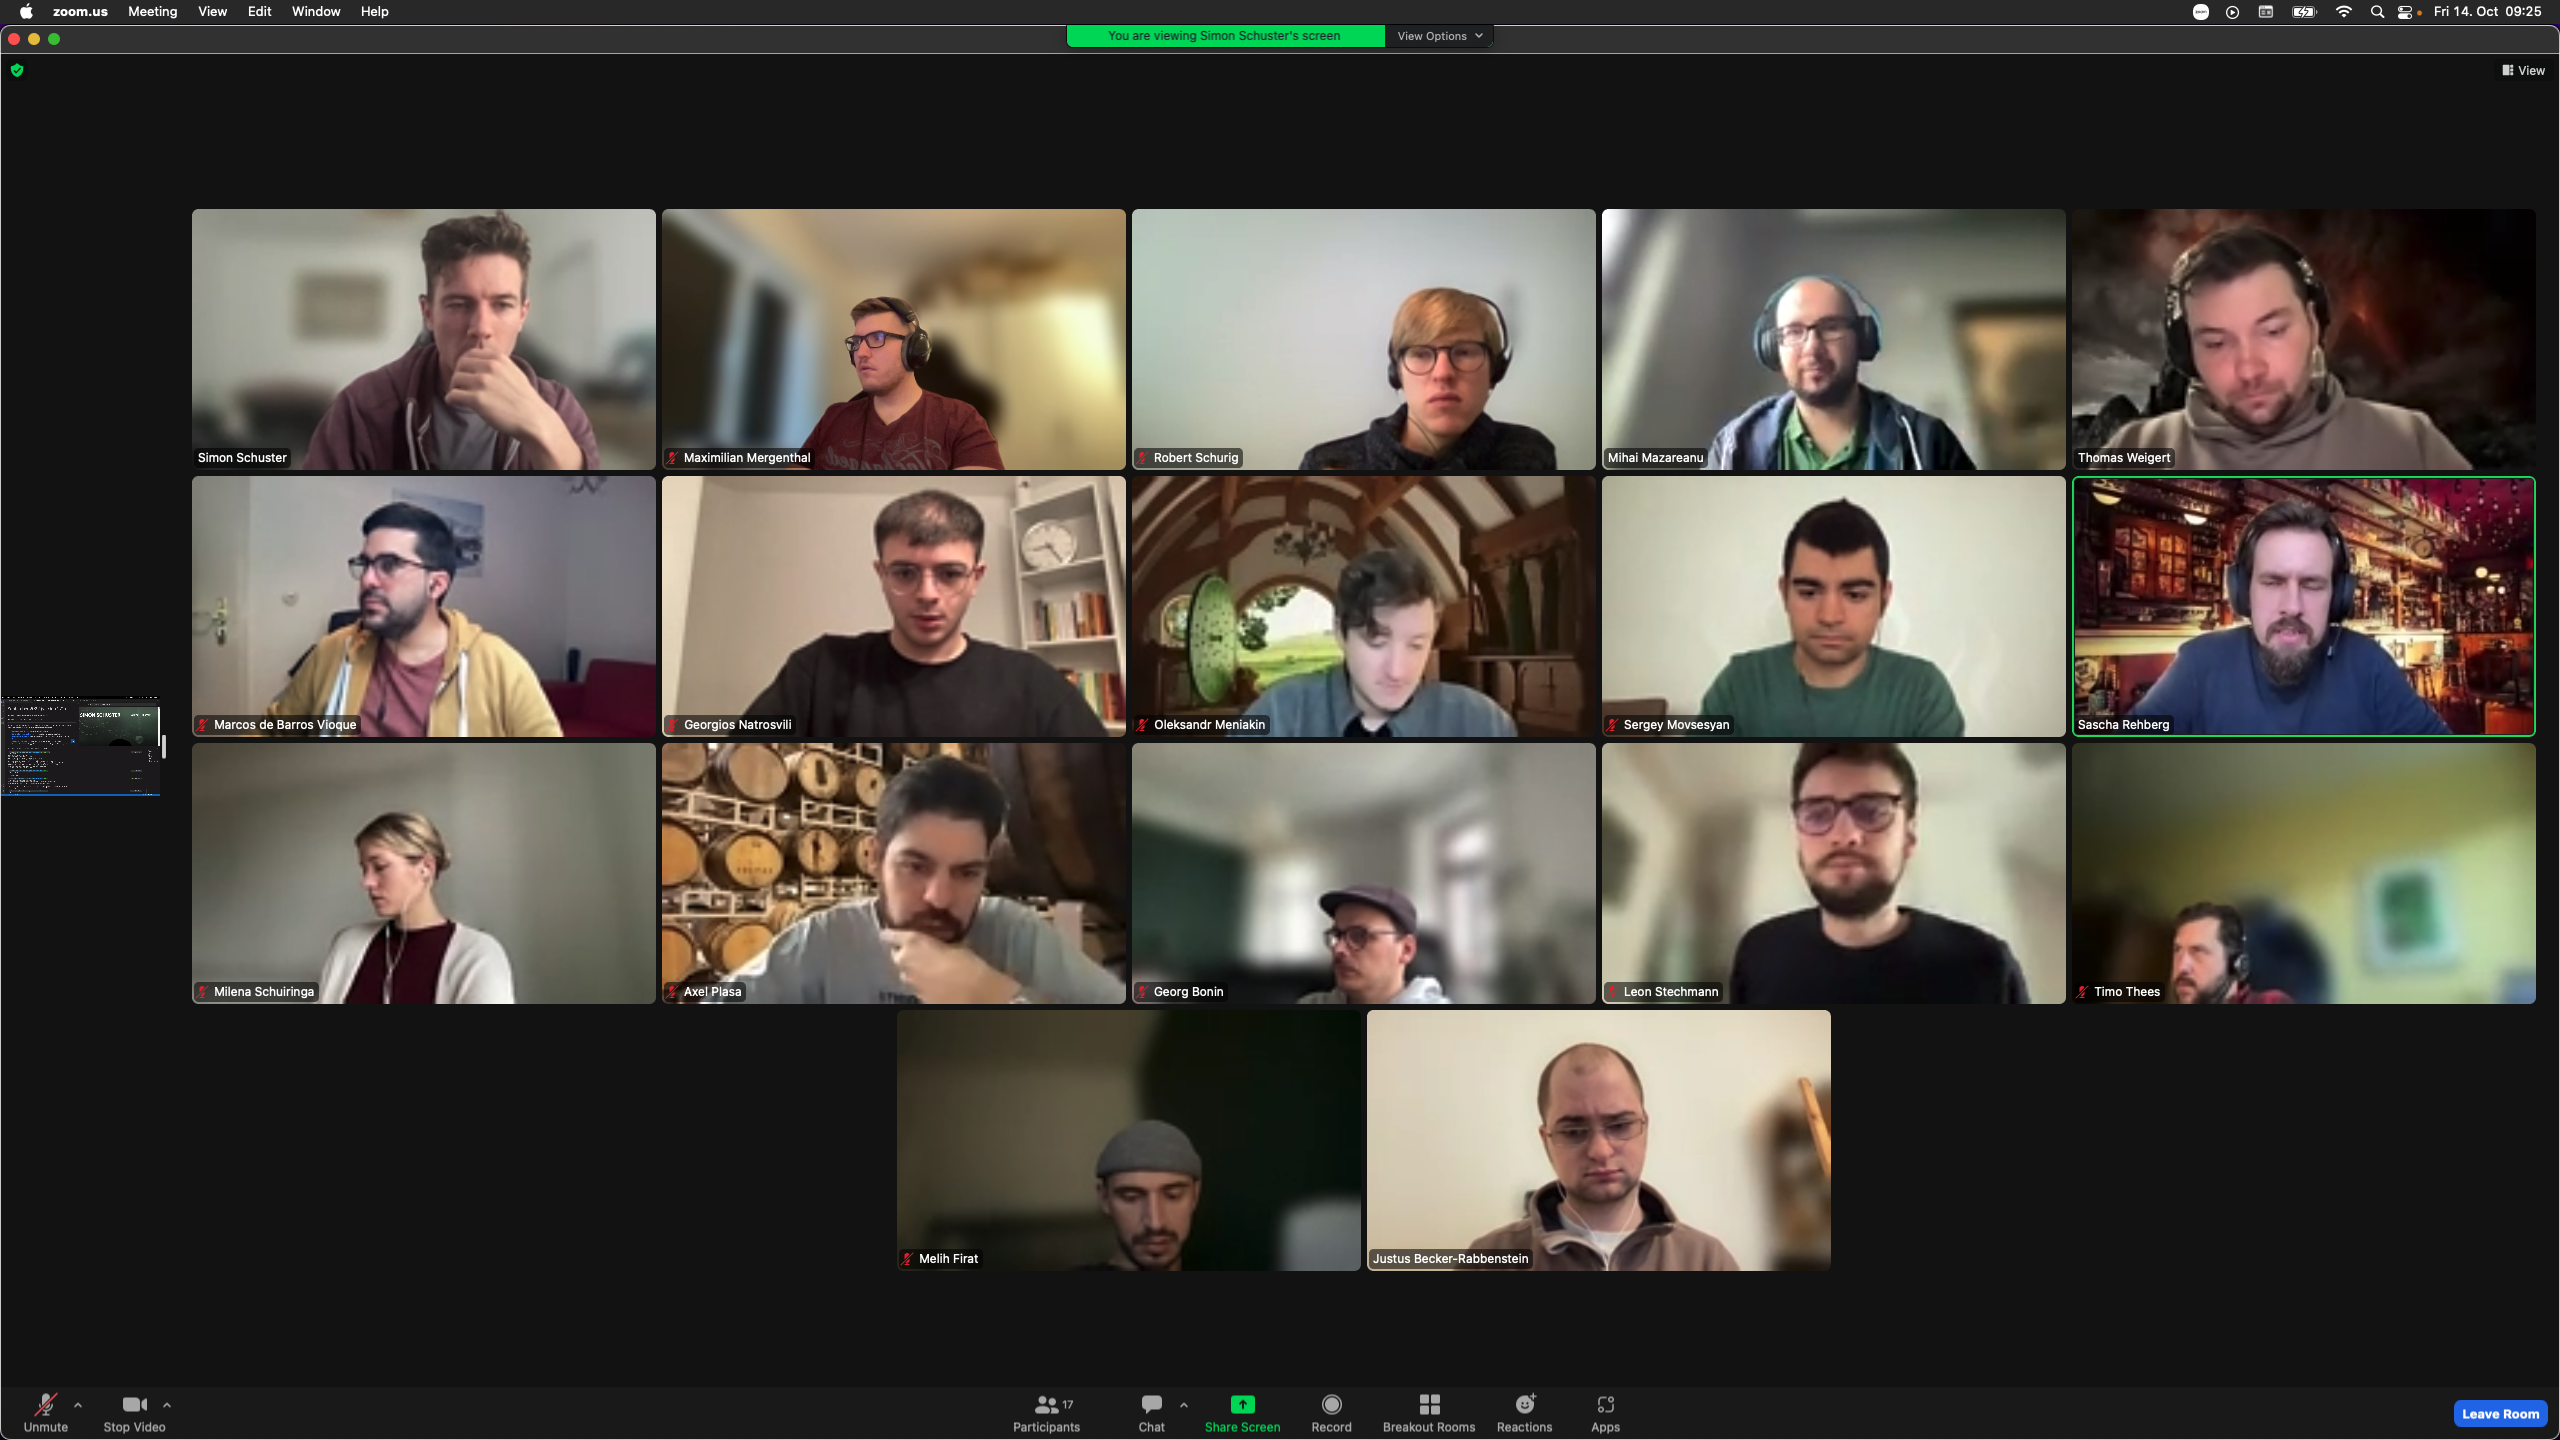 zoom.us Meeting View Edit Window Help
Fri 14. Oct 09:25
You are viewing Simon Schuster's screen
View Options
View
Simon Schuster
Maximilian Mergenthal
Robert Schurig
Mihai Mazareanu
Thomas Weigert
Marcos de Barros Vioque
Georgios Natrosvili
Oleksandr Meniakin
Sergey Movsesyan
Sascha Rehberg
SIMON SCHUSTER
Milena Schuiringa
Axel Plasa
Georg Bonin
Leon Stechmann
Timo Thees
Melih Firat
Justus Becker-Rabbenstein
Unmute
Stop Video
17
Participants
Chat
Share Screen
Record
Breakout Rooms
Reactions
Apps
Leave Room